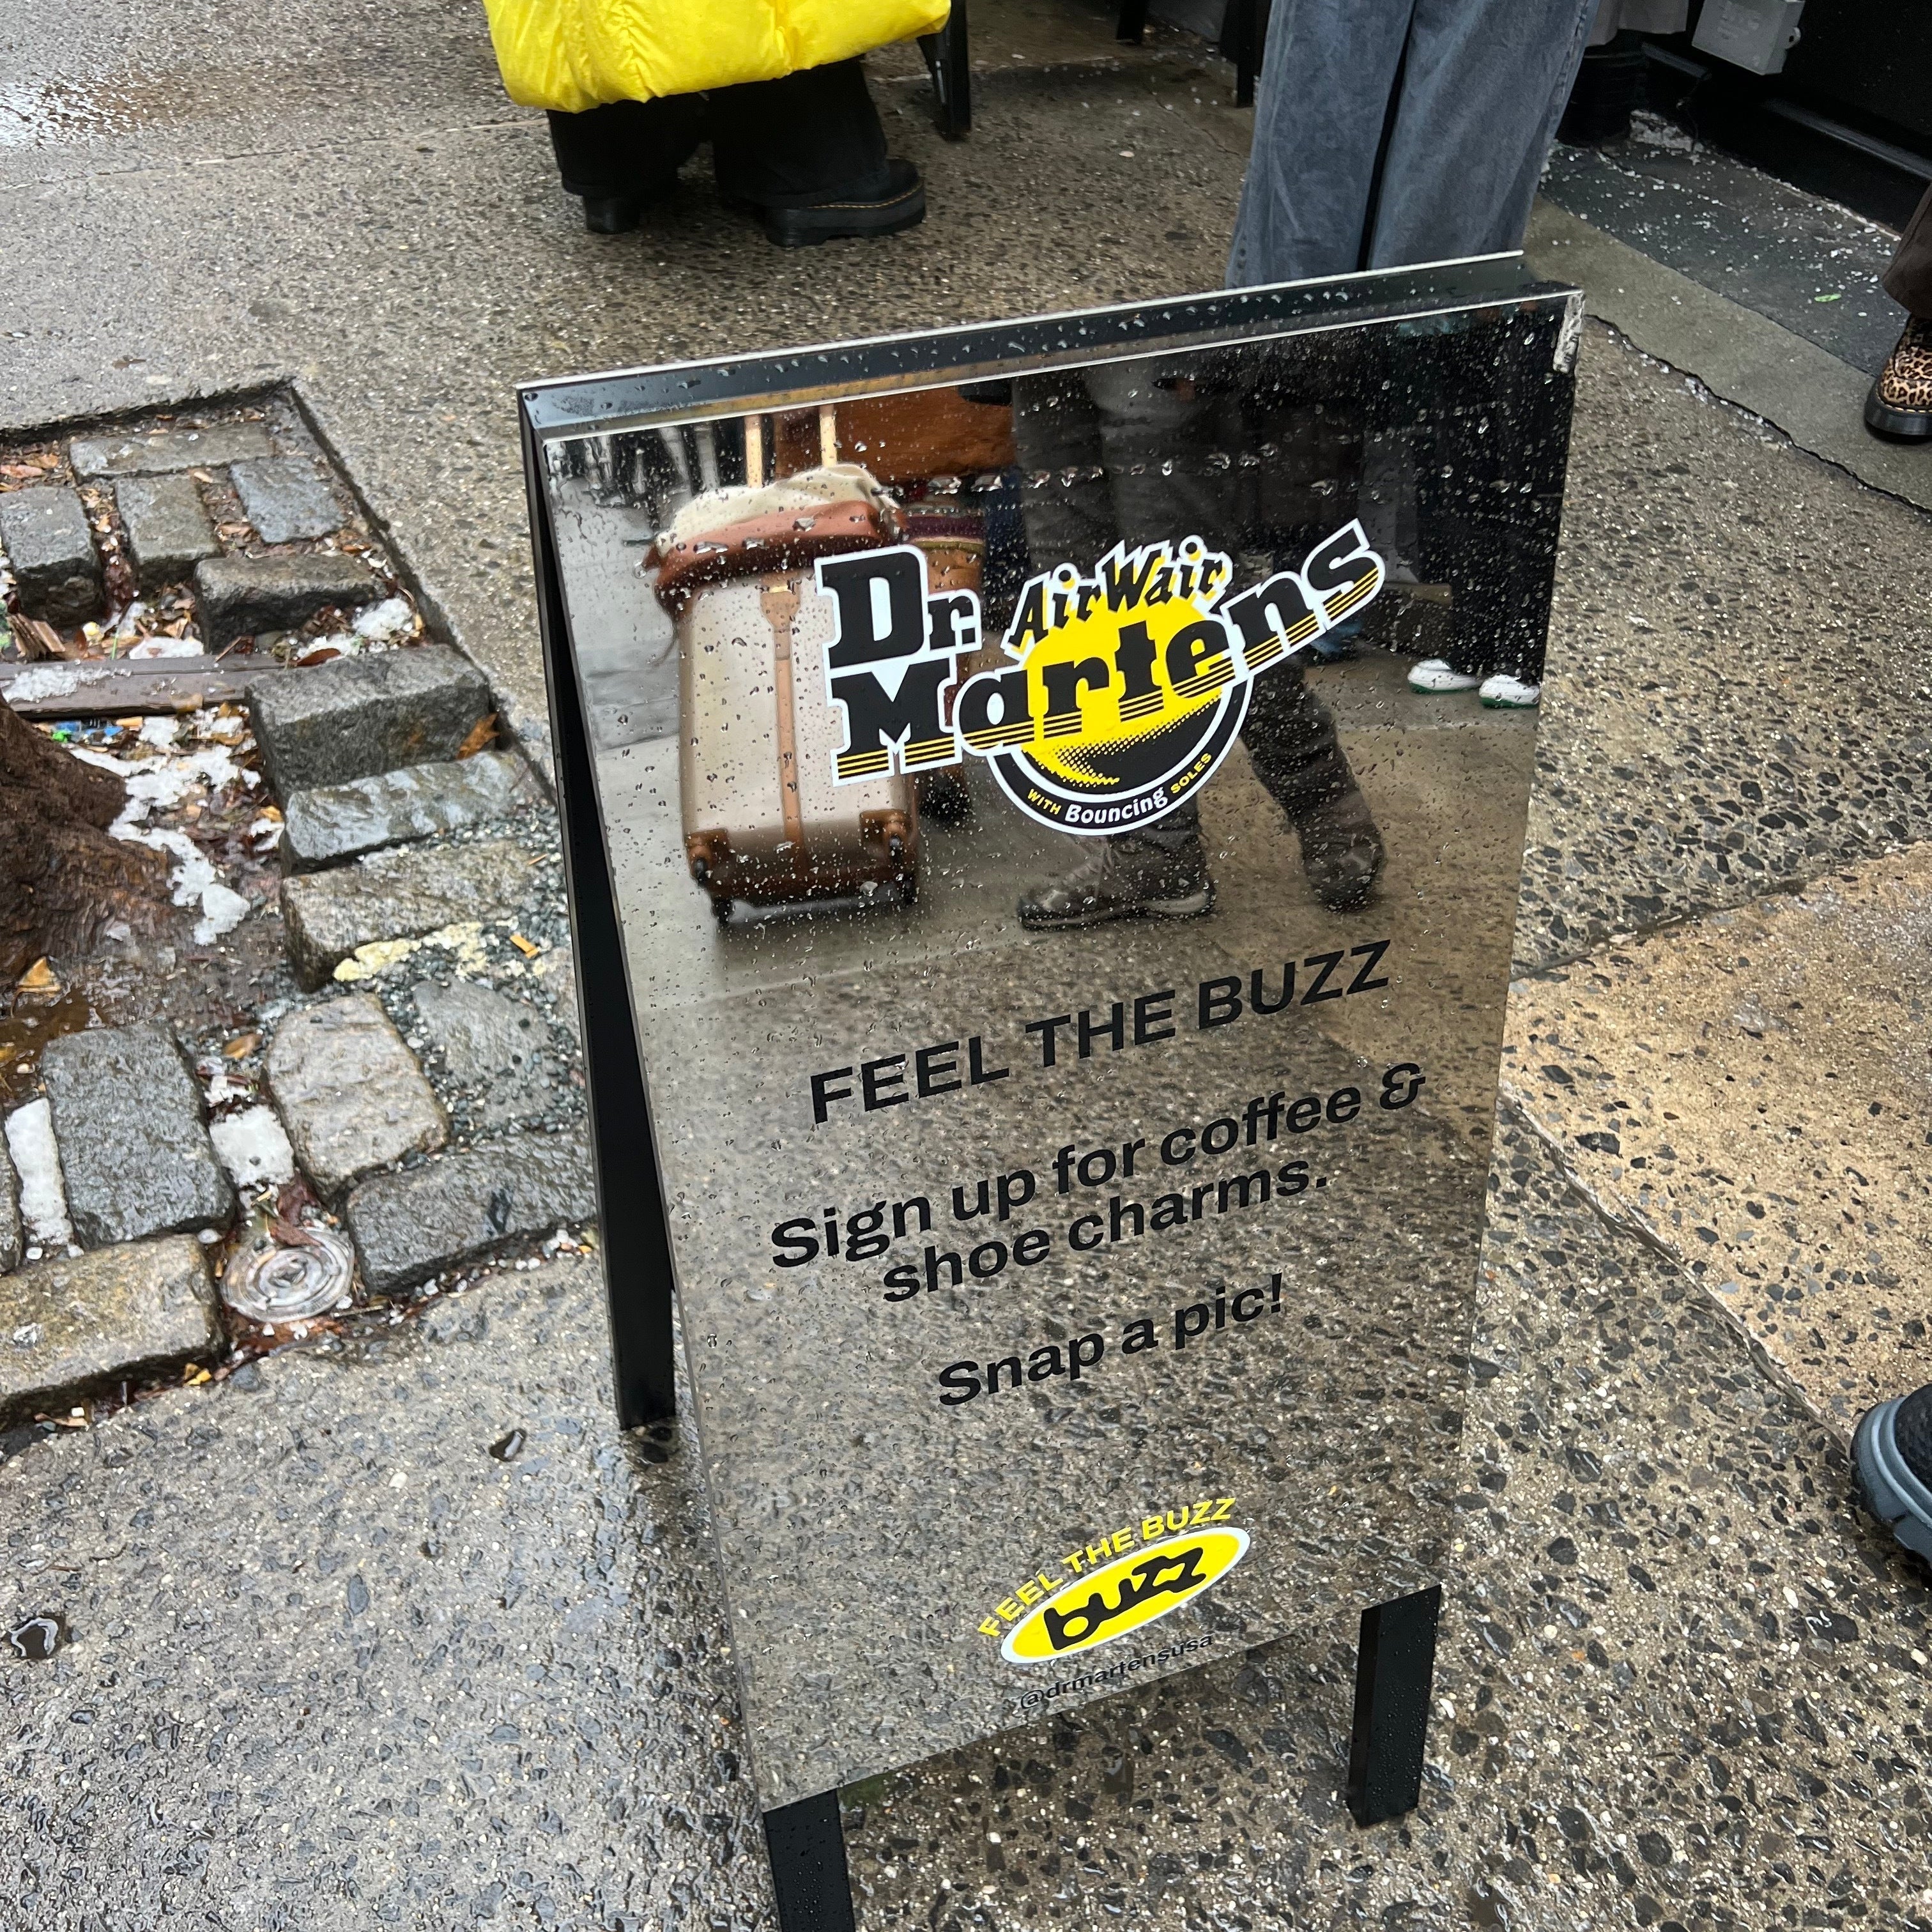 Dr. AirWair
Martens
WITH Bouncing SOLES
FEEL THE BUZZ
Sign up for coffee &
shoe charms.
Snap a pic!
FEEL THE BUZZ
buzz
@drmartensusa